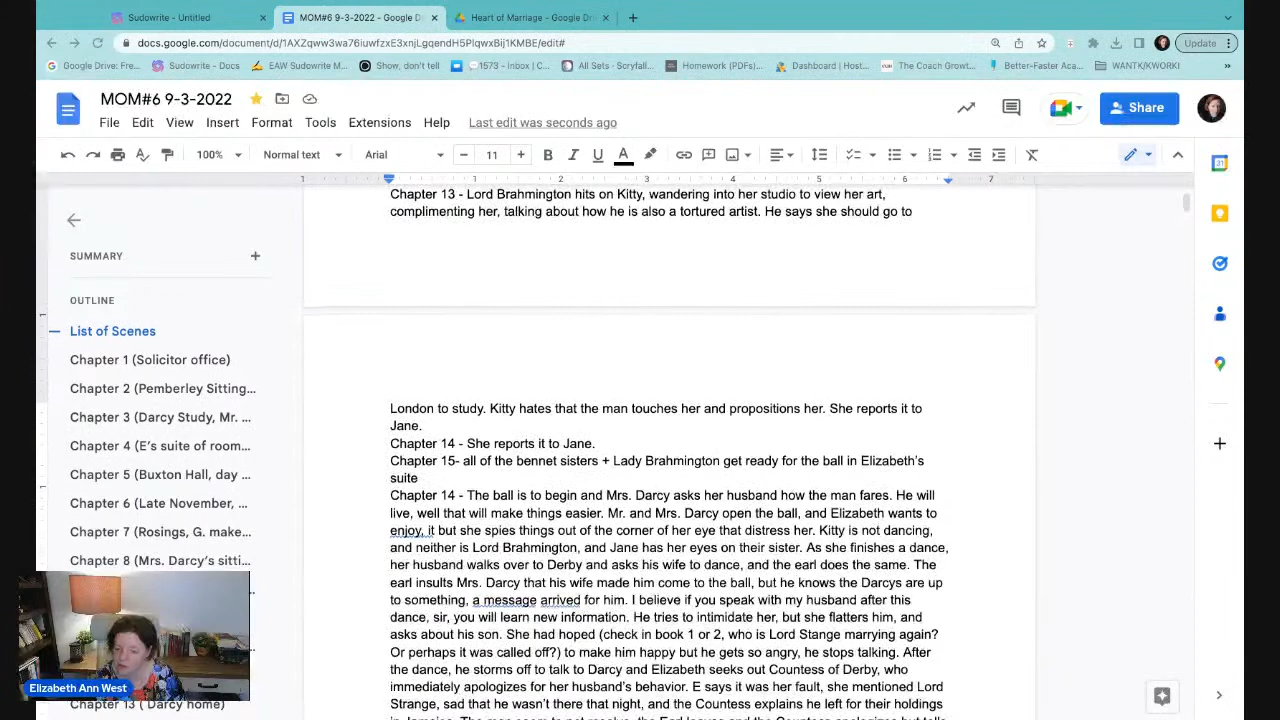 Sudowrite - Untitled
MOM#6 9-3-2022 - Google D
Heart of Marriage - Google Dri
docs.google.com/document/d/1AXZqww3wa76iuwfzxE3xnjLgqendH5PlqwxBij1KMBE/edit#
Update
Google Drive: Fre...
Sudowrite - Docs
EAW Sudowrite M...
Show, don't tell
1573 - Inbox | C...
All Sets · Scryfall...
Homework (PDFs)...
Dashboard | Host...
The Coach Growt...
Better-Faster Aca...
WANTK/KWORKI
MOM#6 9-3-2022
File Edit View Insert Format Tools Extensions Help Last edit was seconds ago
Share
100% Normal text Arial 11
1 1 2 3 4 5 6 7
Chapter 13 - Lord Brahmington hits on Kitty, wandering into her studio to view her art,
complimenting her, talking about how he is also a tortured artist. He says she should go to
SUMMARY
OUTLINE
List of Scenes
Chapter 1 (Solicitor office)
Chapter 2 (Pemberley Sitting...
Chapter 3 (Darcy Study, Mr. ...
Chapter 4 (E's suite of room...
Chapter 5 (Buxton Hall, day ...
Chapter 6 (Late November, ...
Chapter 7 (Rosings, G. make...
Chapter 8 (Mrs. Darcy's sitti...
Chapter 13 ( Darcy home)
London to study. Kitty hates that the man touches her and propositions her. She reports it to
Jane.
Chapter 14 - She reports it to Jane.
Chapter 15- all of the bennet sisters + Lady Brahmington get ready for the ball in Elizabeth's
suite
Chapter 14 - The ball is to begin and Mrs. Darcy asks her husband how the man fares. He will
live, well that will make things easier. Mr. and Mrs. Darcy open the ball, and Elizabeth wants to
enjoy, it but she spies things out of the corner of her eye that distress her. Kitty is not dancing,
and neither is Lord Brahmington, and Jane has her eyes on their sister. As she finishes a dance,
her husband walks over to Derby and asks his wife to dance, and the earl does the same. The
earl insults Mrs. Darcy that his wife made him come to the ball, but he knows the Darcys are up
to something, a message arrived for him. I believe if you speak with my husband after this
dance, sir, you will learn new information. He tries to intimidate her, but she flatters him, and
asks about his son. She had hoped (check in book 1 or 2, who is Lord Stange marrying again?
Or perhaps it was called off?) to make him happy but he gets so angry, he stops talking. After
the dance, he storms off to talk to Darcy and Elizabeth seeks out Countess of Derby, who
immediately apologizes for her husband's behavior. E says it was her fault, she mentioned Lord
Strange, sad that he wasn't there that night, and the Countess explains he left for their holdings
Elizabeth Ann West